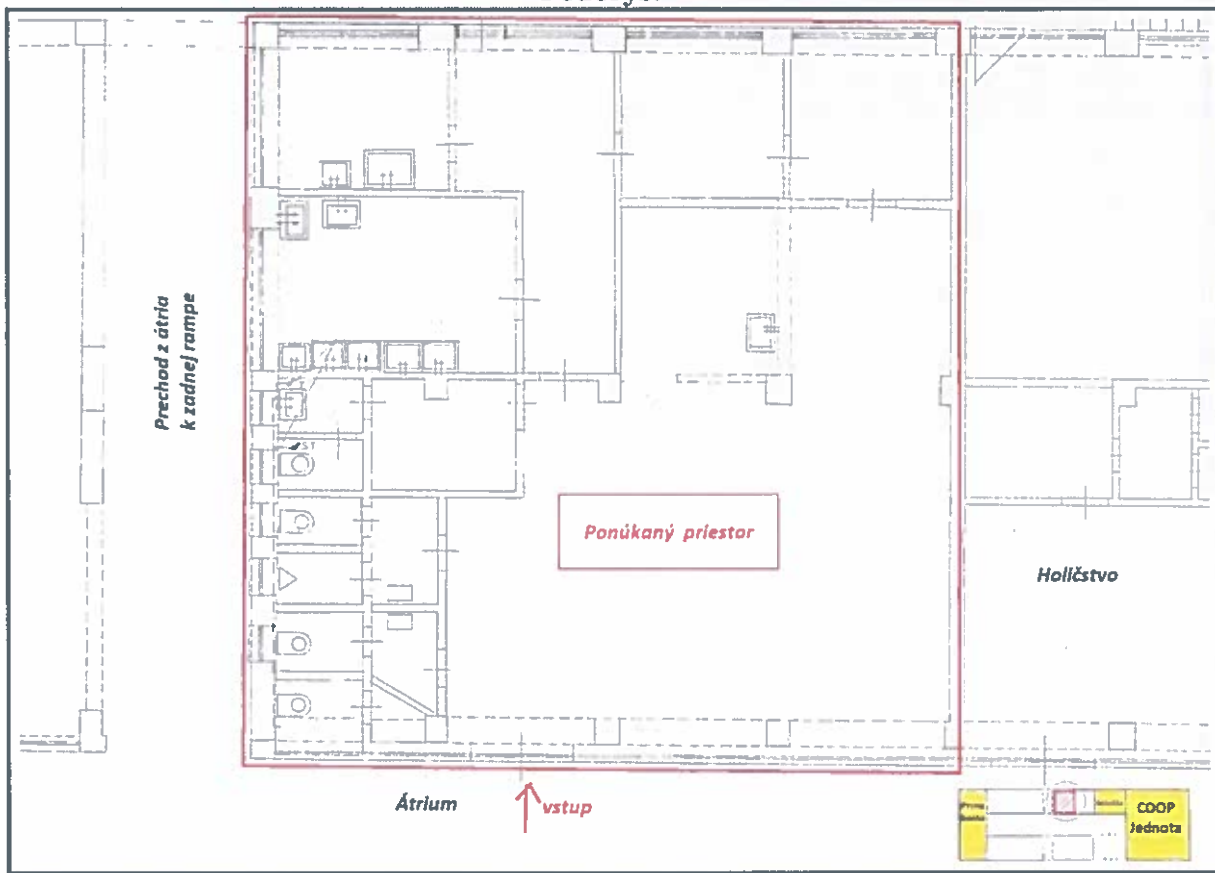 Prechod z átria
k zadnej rampe
Ponúkaný priestor
Holičstvo
Átrium
vstup
COOP
Jednota